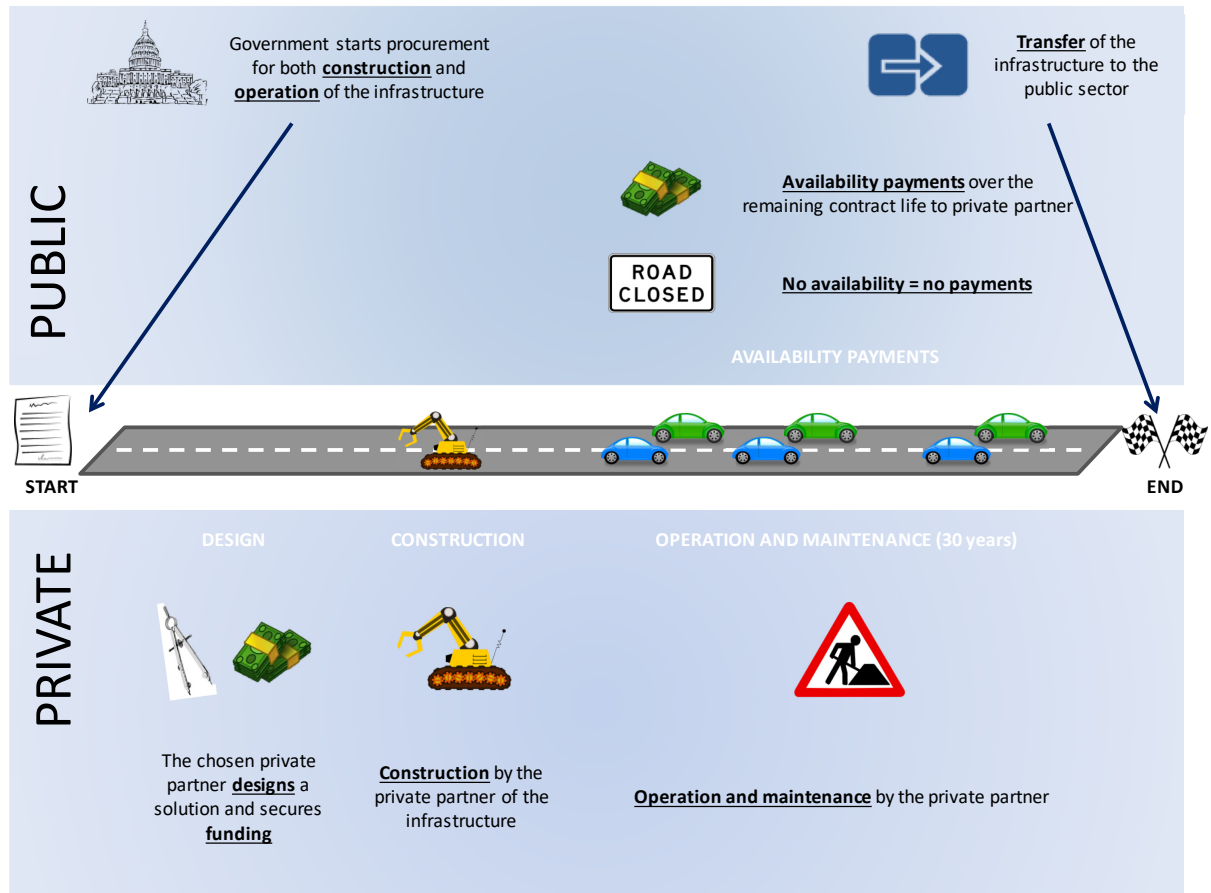 Government starts procurement
for both construction and
operation of the infrastructure
Transfer of the
infrastructure to the
public sector
PUBLIC
Availability payments over the
remaining contract life to private partner
ROAD
CLOSED
No availability = no payments
AVAILABILITY PAYMENTS
START
END
PRIVATE
DESIGN
CONSTRUCTION
OPERATION AND MAINTENANCE (30 years)
The chosen private
partner designs a
solution and secures
funding
Construction by the
private partner of the
infrastructure
Operation and maintenance by the private partner